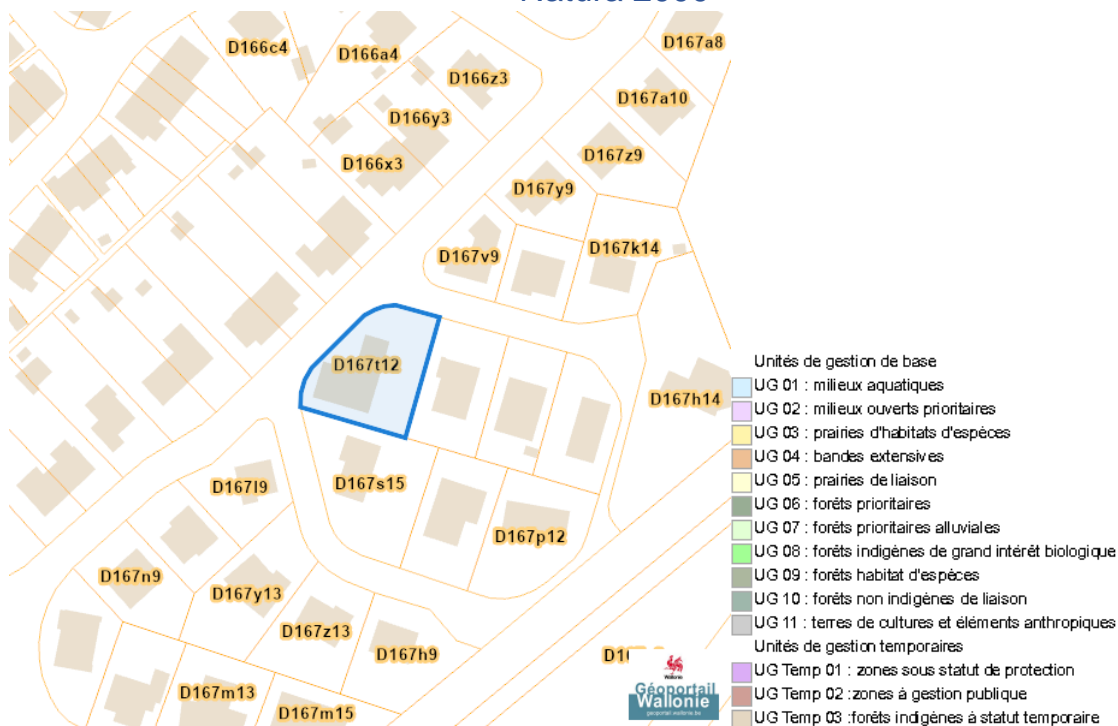 D167a8
D166c4
D166a4
D166z3
D167a10
D166y3
D167z9
D166x3
D167y9
D167v9
D167k14
D167t12
D167h14
D167s15
D167l9
D167p12
D167n9
D167y13
D167z13
D167h9
D167m13
D167m15
Wallonie
Géoportail
Wallonie
geoportail.wallonie.be
Unités de gestion de base
UG 01 : milieux aquatiques
UG 02 : milieux ouverts prioritaires
UG 03 : prairies d'habitats d'espèces
UG 04 : bandes extensives
UG 05 : prairies de liaison
UG 06 : forêts prioritaires
UG 07 : forêts prioritaires alluviales
UG 08 : forêts indigènes de grand intérêt biologique
UG 09 : forêts habitat d'espèces
UG 10 : forêts non indigènes de liaison
UG 11 : terres de cultures et éléments anthropiques
Unités de gestion temporaires
UG Temp 01 : zones sous statut de protection
UG Temp 02 :zones à gestion publique
UG Temp 03 :forêts indigènes à statut temporaire